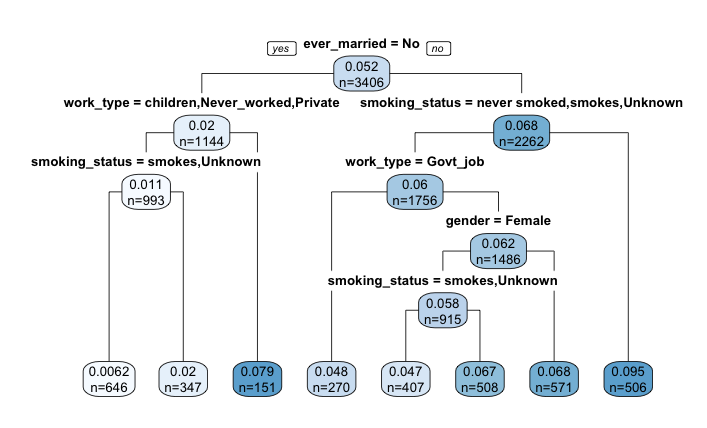 yes ever_married = No no
0.052
n=3406
work_type = children,Never_worked,Private smoking_status = never smoked,smokes,Unknown
0.02 0.068
n=1144 n=2262
smoking_status = smokes,Unknown work_type = Govt_job
0.011 0.06
n=993 n=1756
gender = Female
0.062
n=1486
smoking_status = smokes,Unknown
0.058
n=915
0.0062 0.02 0.079 0.048 0.047 0.067 0.068 0.095
n=646 n=347 n=151 n=270 n=407 n=508 n=571 n=506